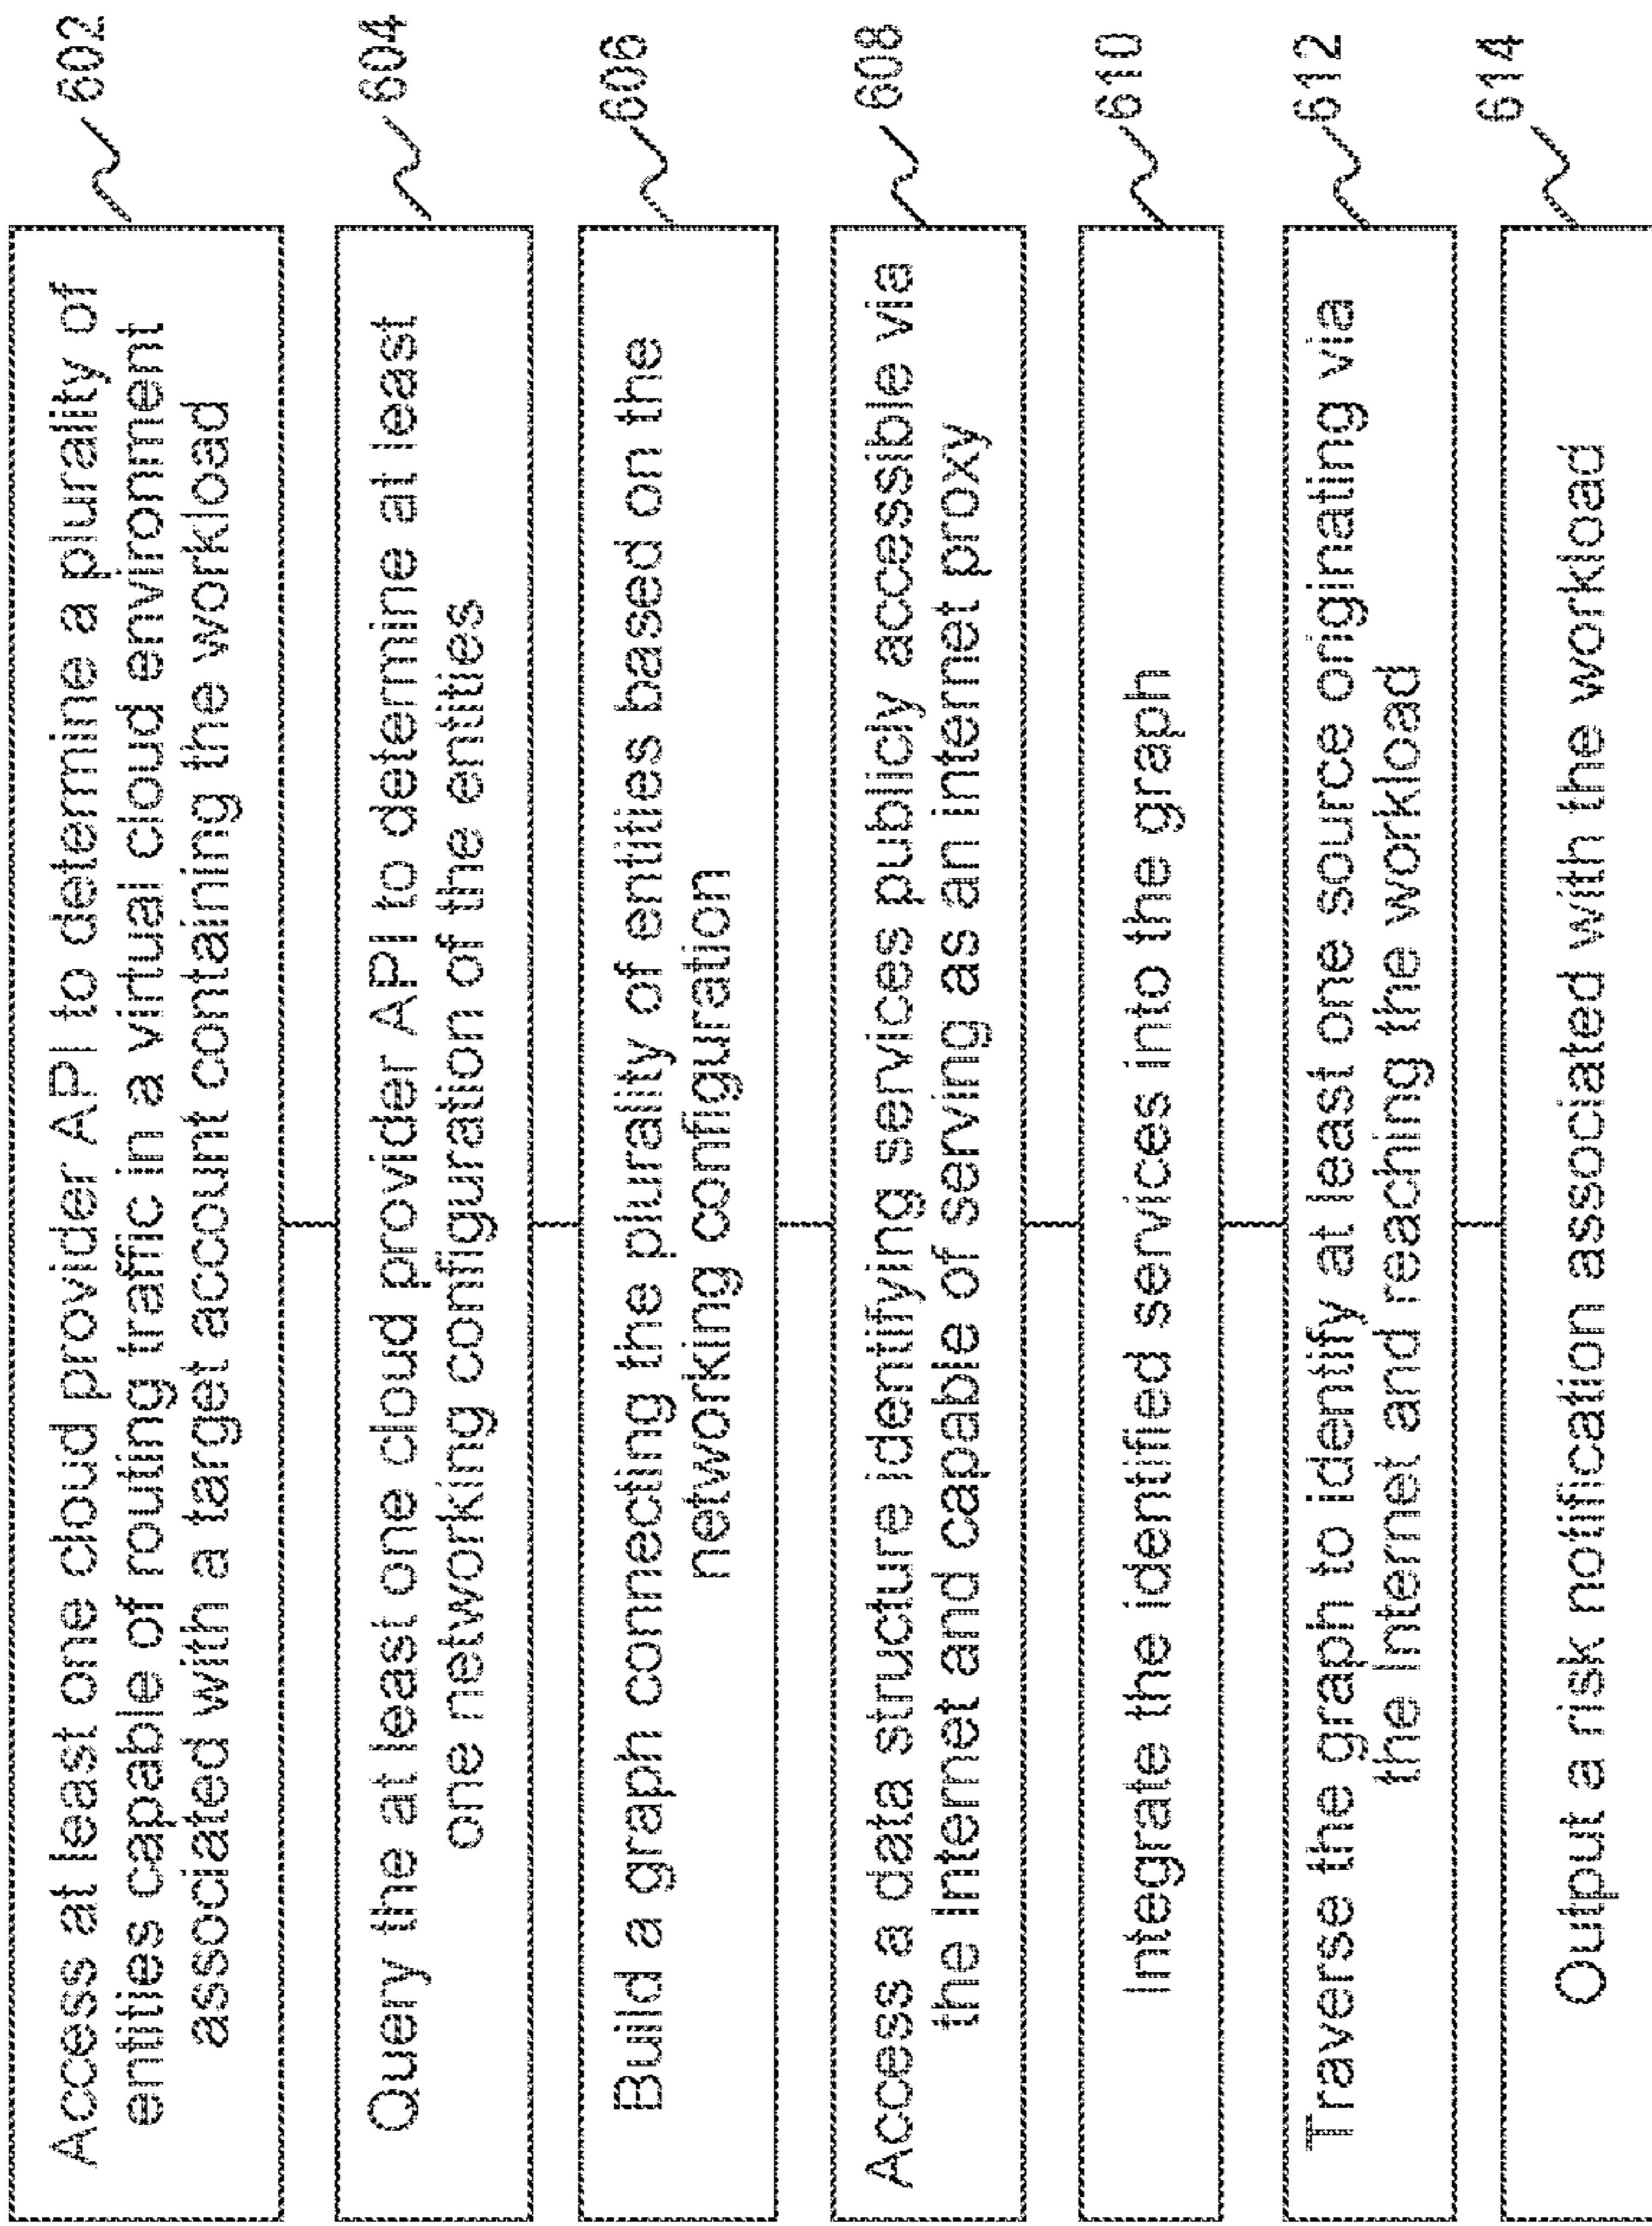 Access at least one cloud provider API to determine a plurality of
entities capable of routing traffic in a virtual cloud environment
associated with a target account containing the workload
602
Query the at least one cloud provider API to determine at least
one networking configuration of the entities
604
Build a graph connecting the plurality of entities based on the
networking configuration
606
Access a data structure identifying services publicly accessible via
the Internet and capable of serving as an internet proxy
608
Integrate the identified services into the graph
610
Traverse the graph to identify at least one source originating via
the Internet and reaching the workload
612
Output a risk notification associated with the workload
614